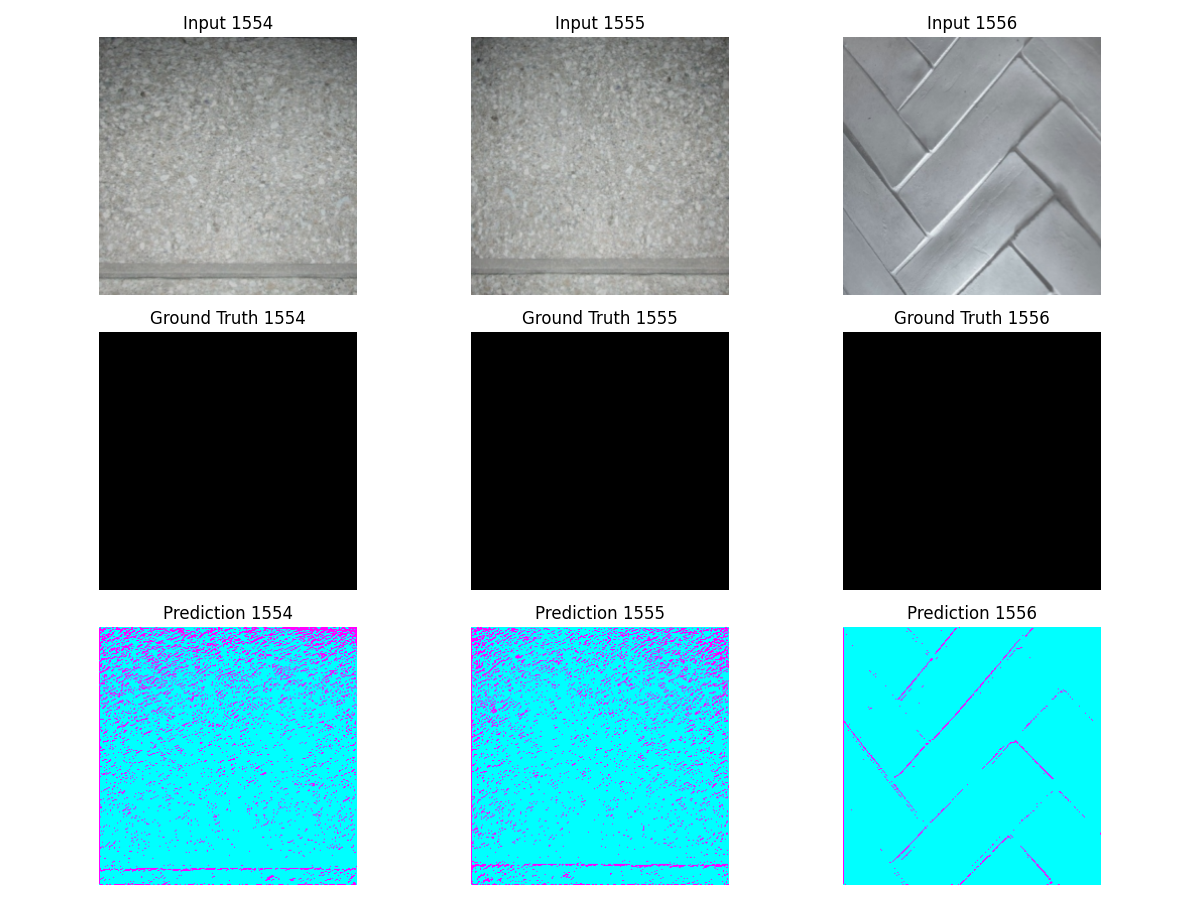 Input 1554
Input 1555
Input 1556
Ground Truth 1554
Ground Truth 1555
Ground Truth 1556
Prediction 1554
Prediction 1555
Prediction 1556